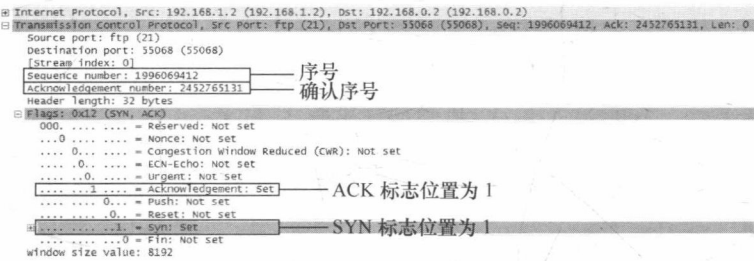 Internet Protocol, Src: 192.168.1.2 (192.168.1.2), Dst: 192.168.0.2 (192.168.0.2)
Transmission Control Protocol, Src Port: ftp (21), Dst Port: 55068 (55068), Seq: 1996069412, Ack: 2452765131, Len: 0
Source port: ftp (21)
Destination port: 55068 (55068)
[Stream index: 0]
Sequence number: 1996069412 序号
Acknowledgement number: 2452765131 确认序号
Header length: 32 bytes
Flags: 0x12 (SYN, ACK)
000. .... .... = Reserved: Not set
...0 .... .... = Nonce: Not set
.... 0... .... = Congestion Window Reduced (CWR): Not set
.... .0.. .... = ECN-Echo: Not set
.... ..0. .... = Urgent: Not set
.... ...1 .... = Acknowledgement: Set ACK 标志位置为 1
.... .... 0... = Push: Not set
.... .... .0.. = Reset: Not set
.... .... ..1. = Syn: Set SYN 标志位置为 1
.... .... ...0 = Fin: Not set
Window size value: 8192